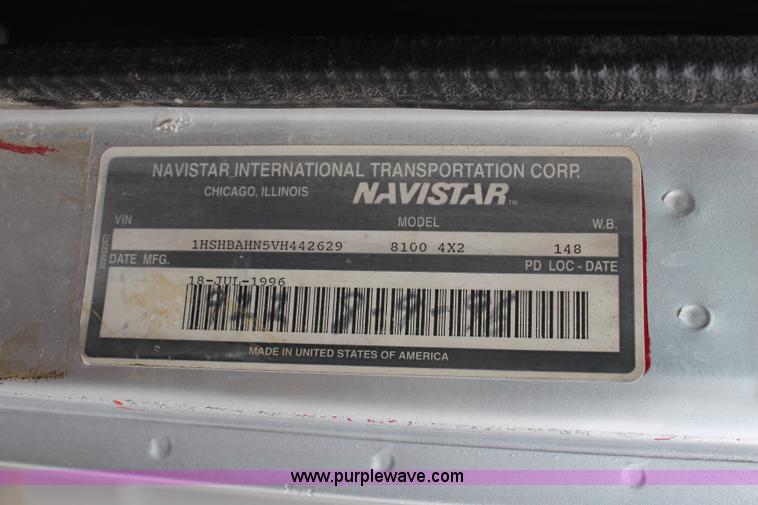 NAVISTAR INTERNATIONAL TRANSPORTATION CORP.
CHICAGO, ILLINOIS NAVISTAR™
VIN MODEL W.B.
1HSHBAHN5VH442629 8100 4X2 148
DATE MFG. PD LOC - DATE
18-JUL-1996
MADE IN UNITED STATES OF AMERICA
www.purplewave.com